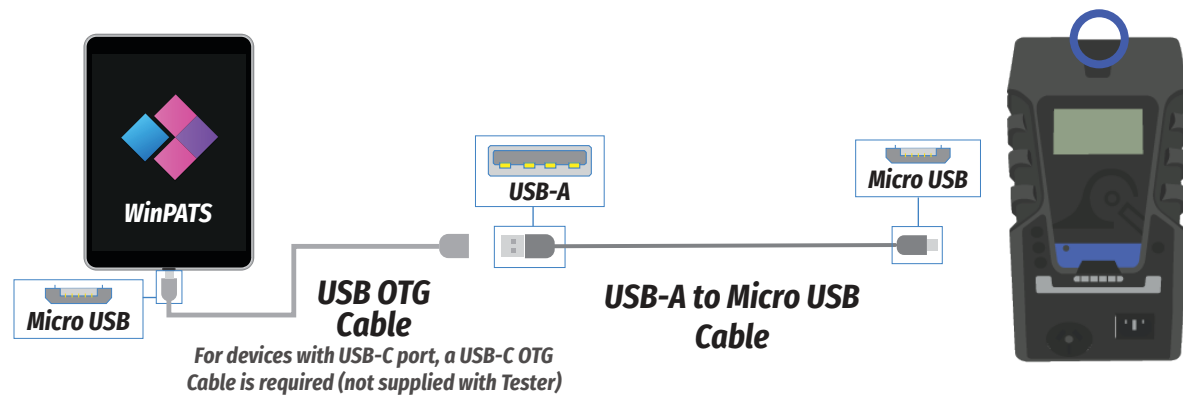 WinPATS
Micro USB
USB OTG
Cable
For devices with USB-C port, a USB-C OTG
Cable is required (not supplied with Tester)
USB-A
USB-A to Micro USB
Cable
Micro USB